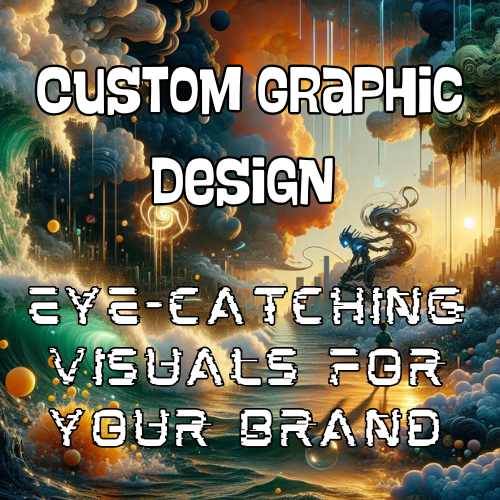 CUSTOM GRAPHIC
DESIGN
EYE-CATCHING
VISUALS FOR
YOUR BRAND